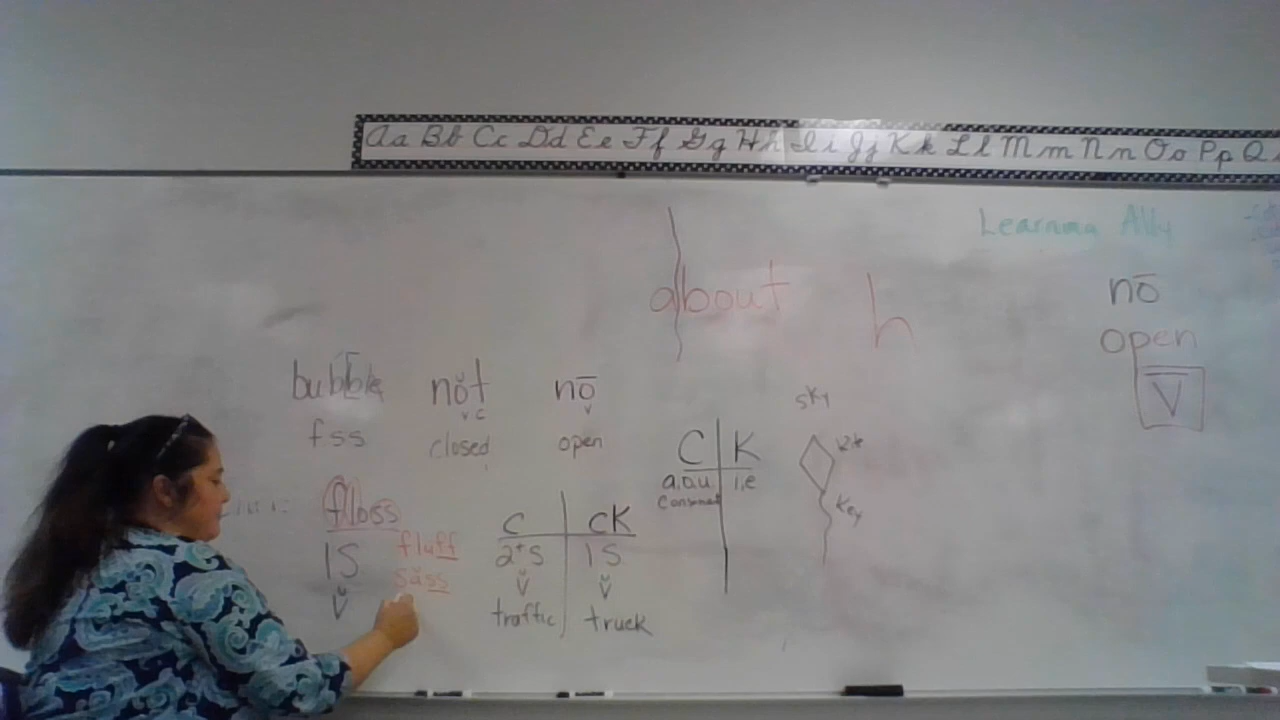 Aa Bb Cc Dd Ee Ff Gg Hh Ii Jj Kk Ll Mm Nn Oo Pp Q
Learning Ally
about
h
nō
open
V̄
bubble
fss
nŏt
v c
closed
nō
v
open
sky
C K
a,o,u i,e
Consonant
kite
key
floss
1S
V̆
fluff
săss
c cK
2+S 1S
V̆ V̆
traffic truck